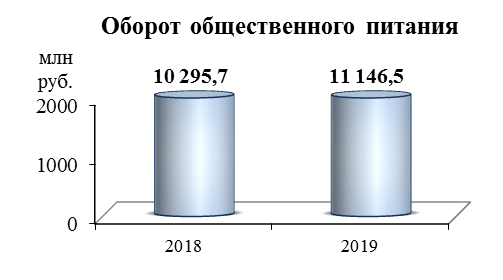 Оборот общественного питания
млн
руб.
10 295,7
11 146,5
2000
1000
0
2018
2019